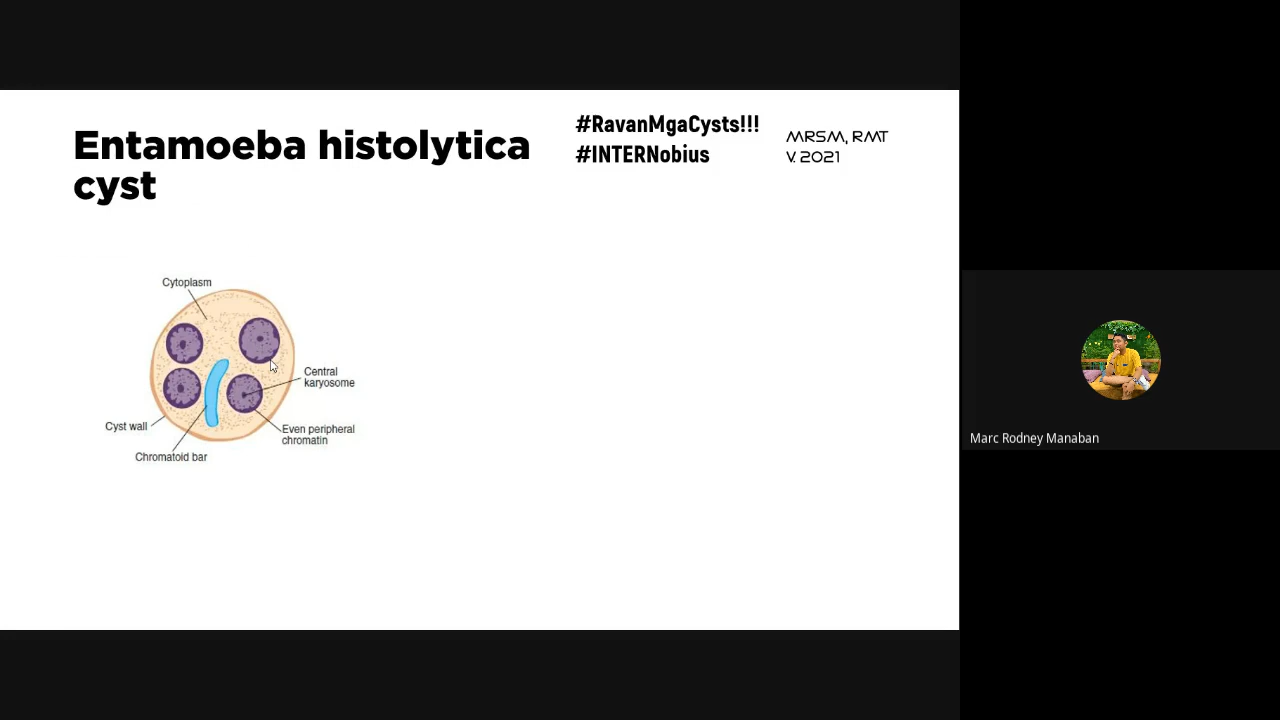 Entamoeba histolytica
cyst
#RavanMgaCysts!!!
#INTERNobius
MRSM, RMT
V. 2021
Cytoplasm
Central
karyosome
Cyst wall
Even peripheral
chromatin
Chromatoid bar
Marc Rodney Manaban